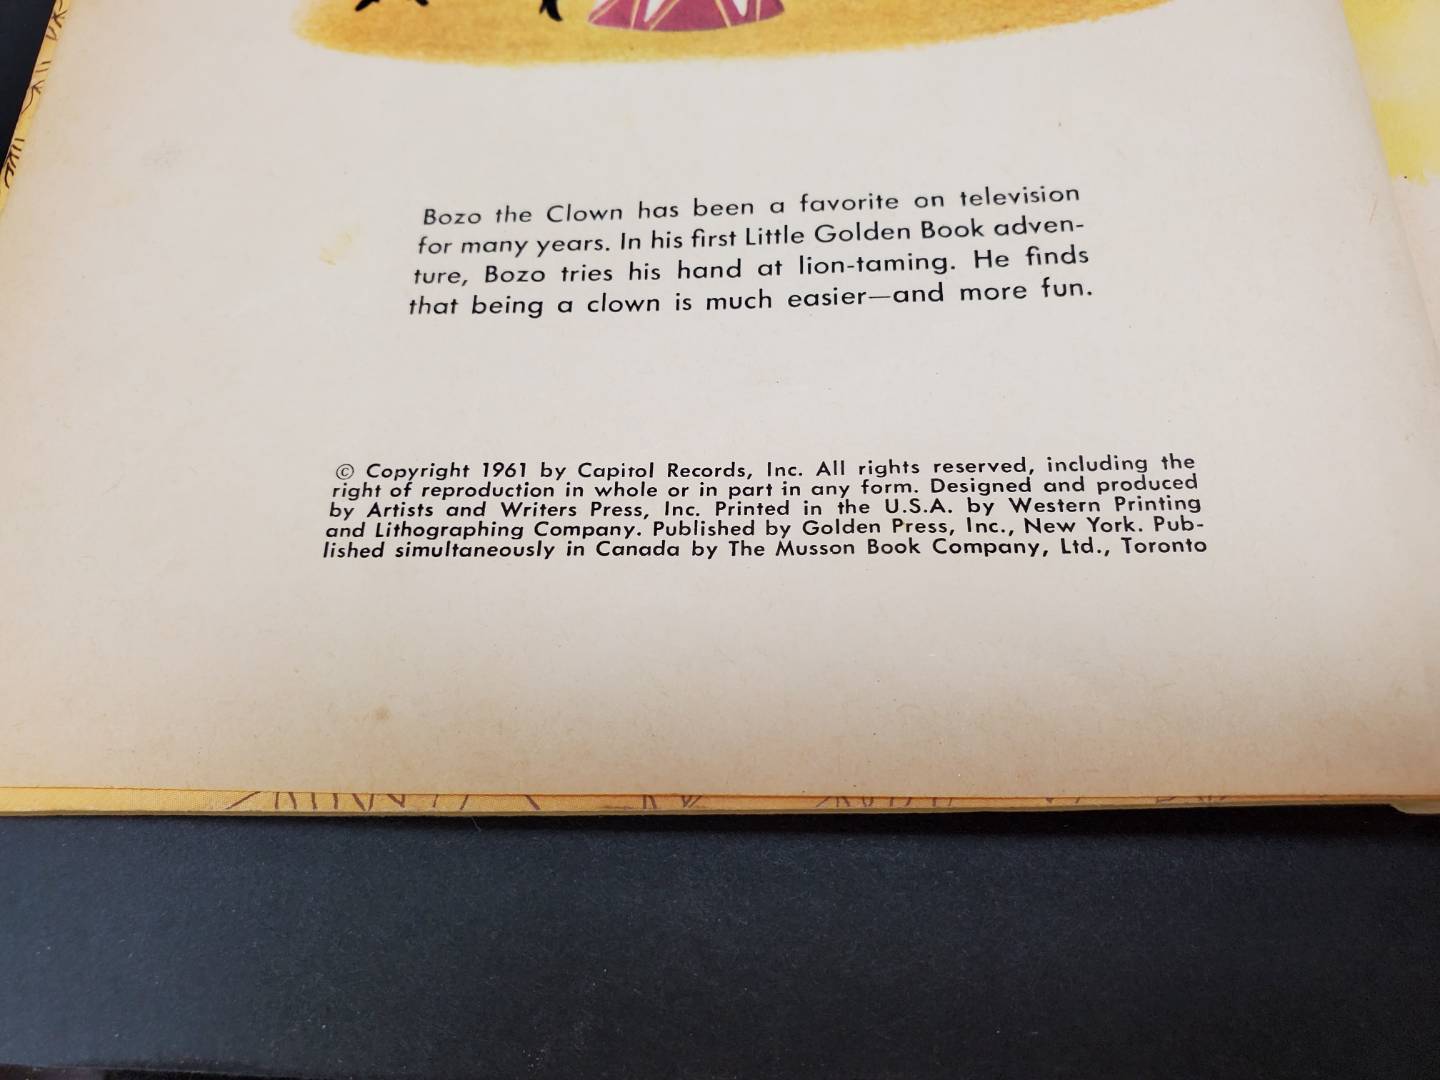 Bozo the Clown has been a favorite on television
for many years. In his first Little Golden Book adven-
ture, Bozo tries his hand at lion-taming. He finds
that being a clown is much easier—and more fun.
© Copyright 1961 by Capitol Records, Inc. All rights reserved, including the
right of reproduction in whole or in part in any form. Designed and produced
by Artists and Writers Press, Inc. Printed in the U.S.A. by Western Printing
and Lithographing Company. Published by Golden Press, Inc., New York. Pub-
lished simultaneously in Canada by The Musson Book Company, Ltd., Toronto